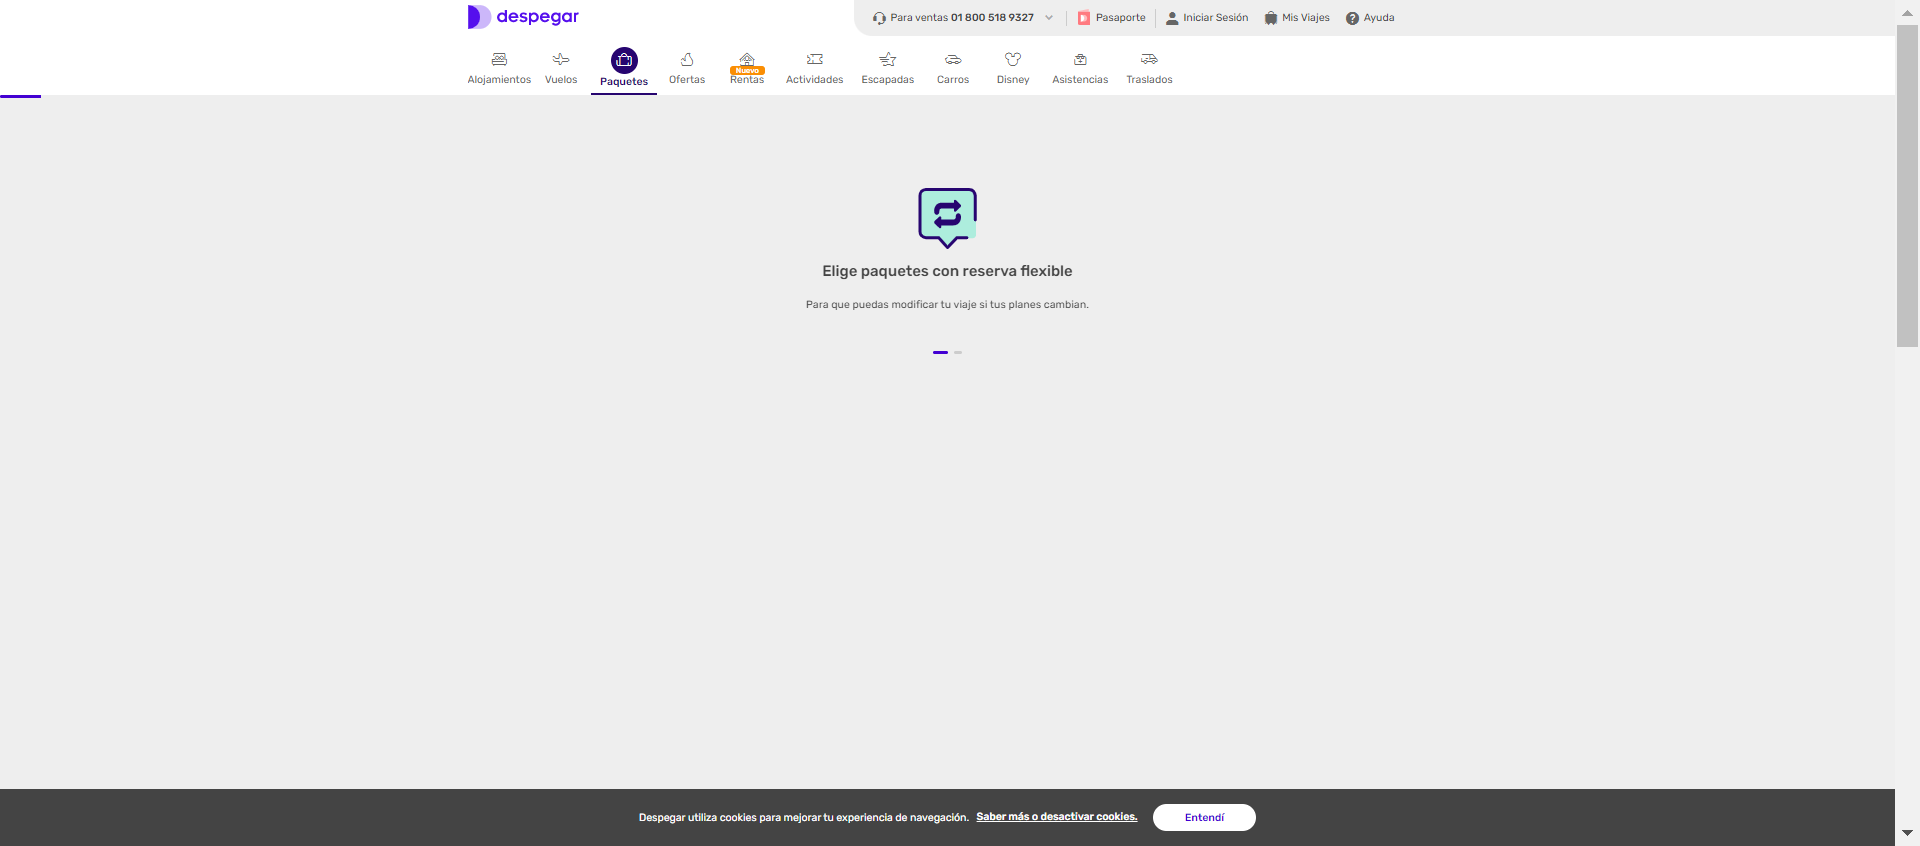 despegar
Para ventas 01 800 518 9327
Pasaporte
Iniciar Sesión
Mis Viajes
Ayuda
Alojamientos
Vuelos
Paquetes
Ofertas
Nuevo
Rentas
Actividades
Escapadas
Carros
Disney
Asistencias
Traslados
Elige paquetes con reserva flexible
Para que puedas modificar tu viaje si tus planes cambian.
Despegar utiliza cookies para mejorar tu experiencia de navegación. Saber más o desactivar cookies.
Entendí